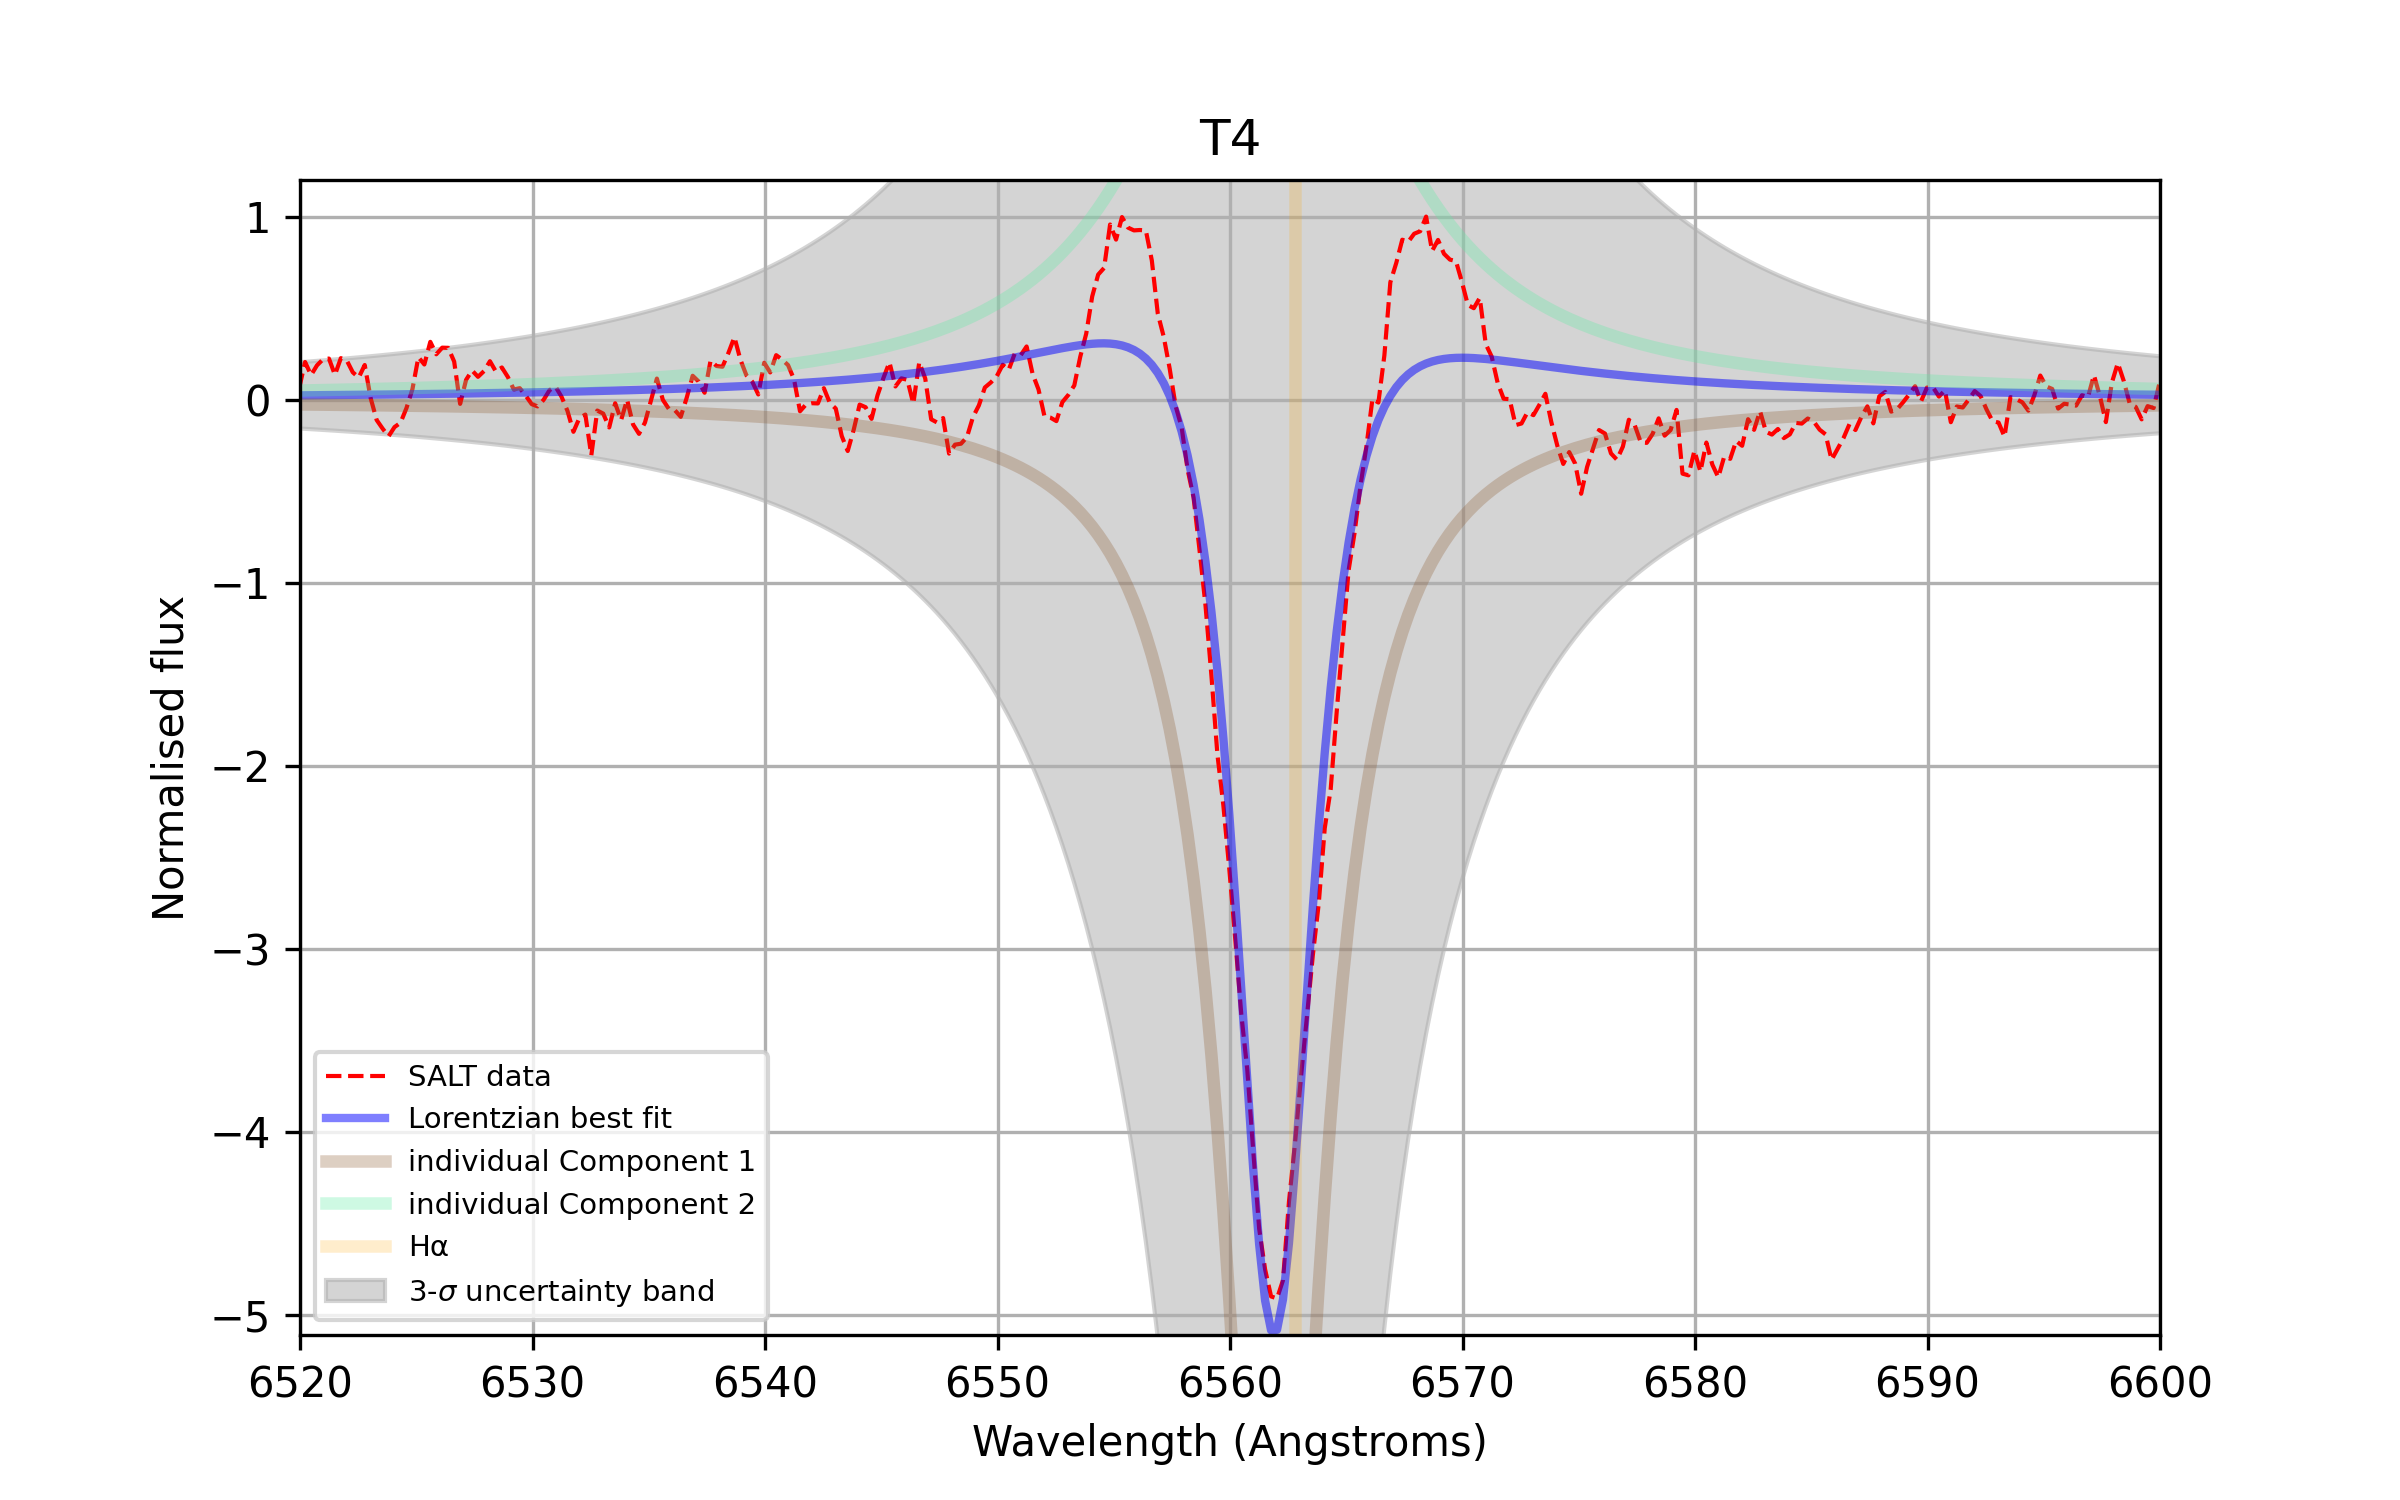 T4
Normalised flux
1
0
−1
−2
−3
−4
−5
SALT data
Lorentzian best fit
individual Component 1
individual Component 2
Hα
3-σ uncertainty band
6520 6530 6540 6550 6560 6570 6580 6590 6600
Wavelength (Angstroms)